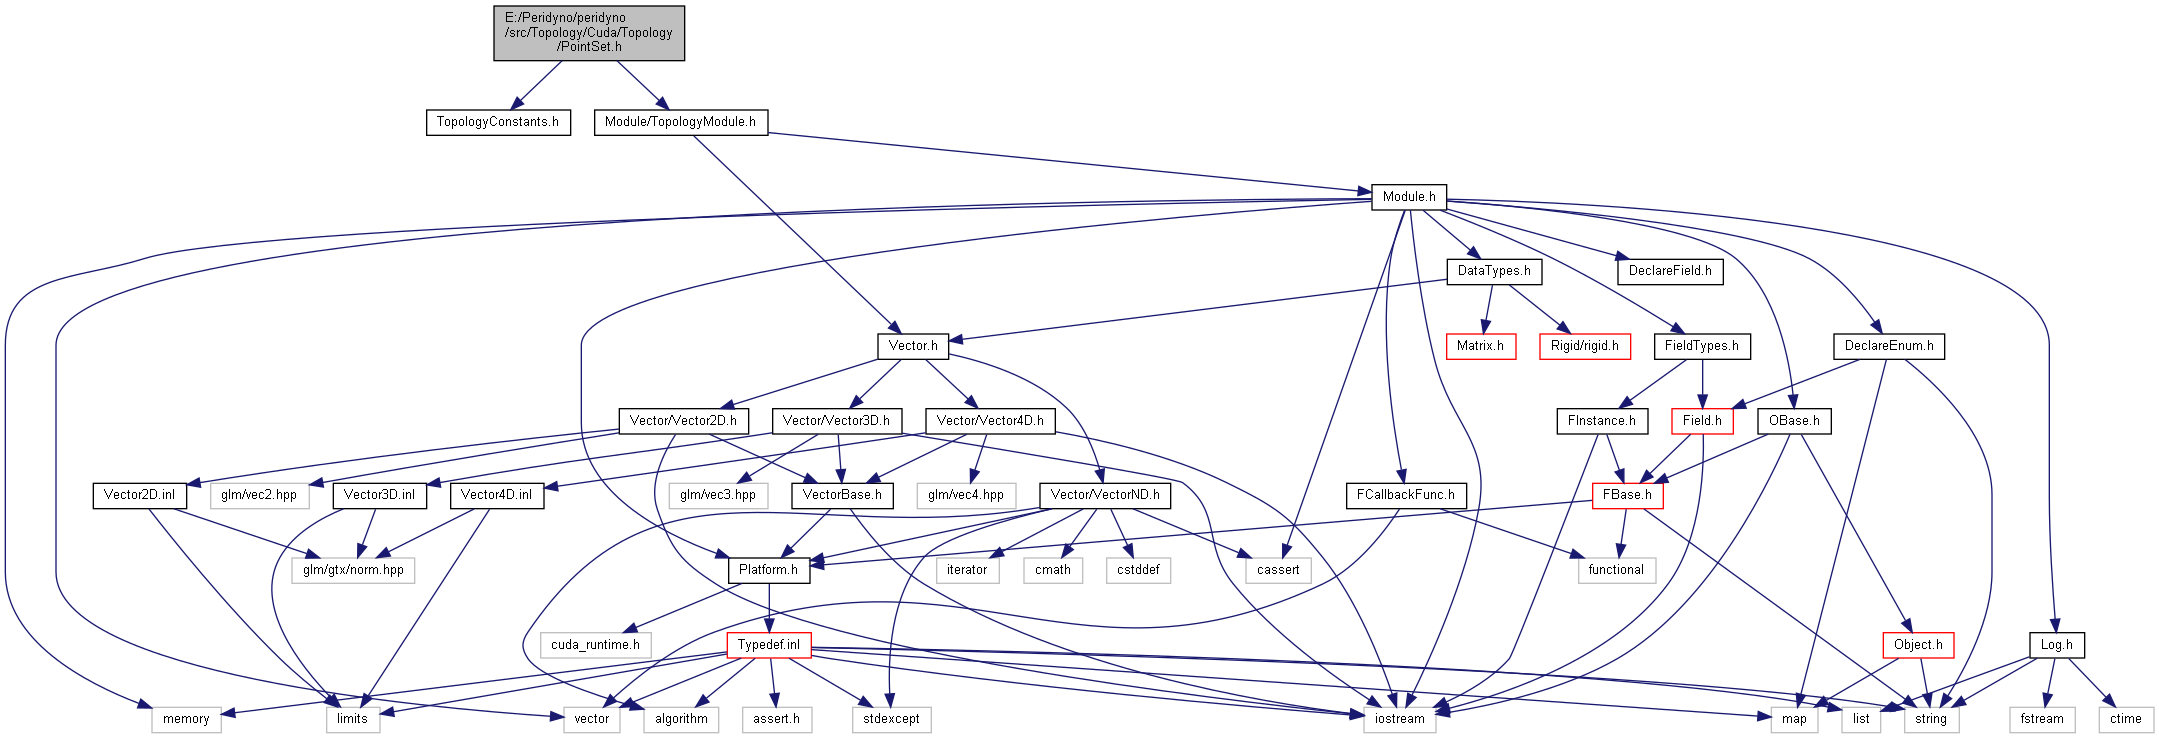 E:/Peridyno/peridyno
/src/Topology/Cuda/Topology
/PointSet.h
TopologyConstants.h
Module/TopologyModule.h
Module.h
DataTypes.h
DeclareField.h
Vector.h
Matrix.h
Rigid/rigid.h
FieldTypes.h
DeclareEnum.h
Vector/Vector2D.h
Vector/Vector3D.h
Vector/Vector4D.h
FInstance.h
Field.h
OBase.h
Vector2D.inl
glm/vec2.hpp
Vector3D.inl
Vector4D.inl
glm/vec3.hpp
VectorBase.h
glm/vec4.hpp
Vector/VectorND.h
FCallbackFunc.h
FBase.h
glm/gtx/norm.hpp
Platform.h
iterator
cmath
cstddef
cassert
functional
cuda_runtime.h
Typedef.inl
Object.h
Log.h
memory
limits
vector
algorithm
assert.h
stdexcept
iostream
map
list
string
fstream
ctime